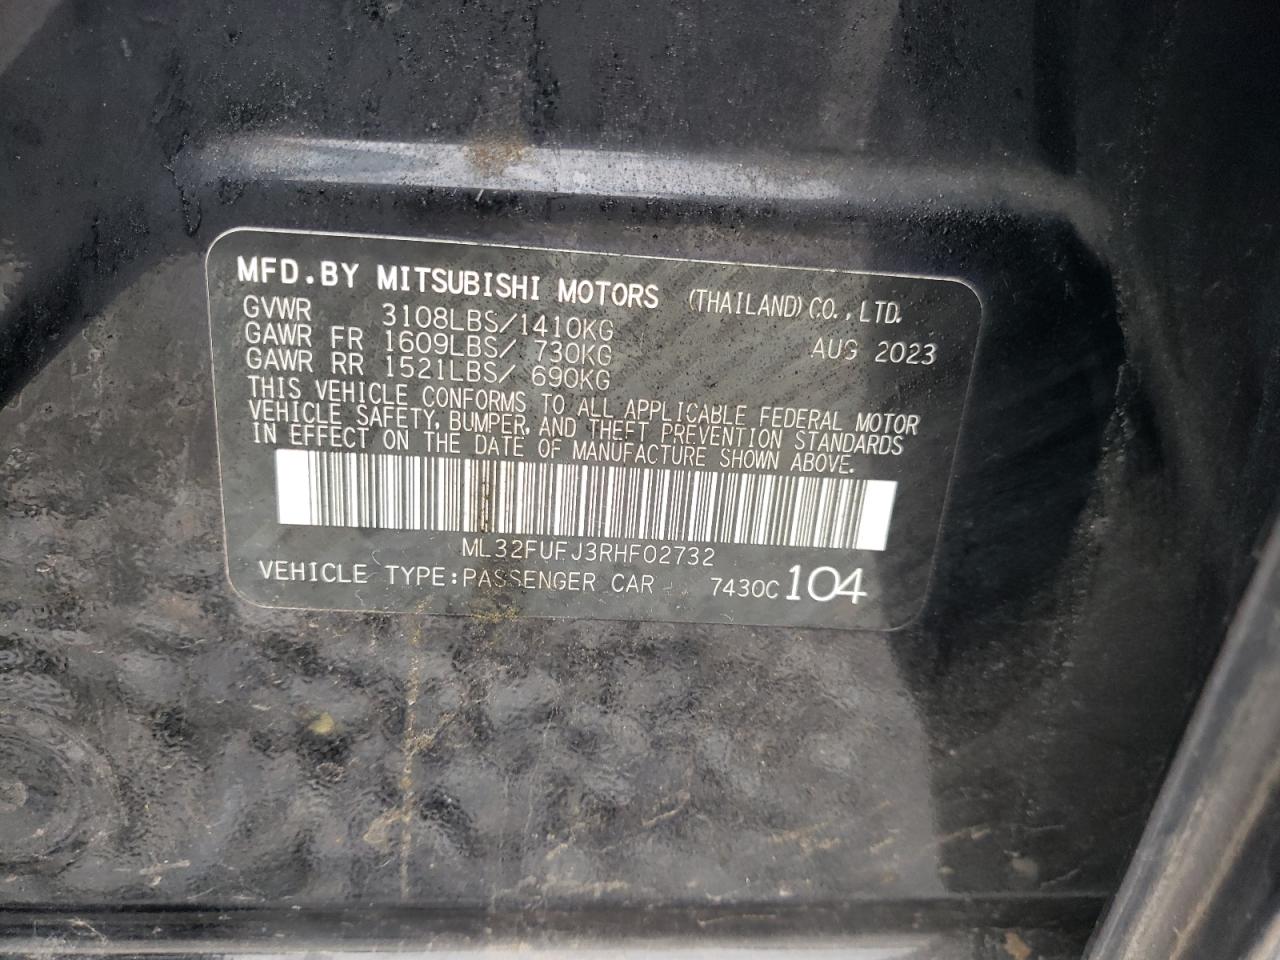 MFD.BY MITSUBISHI MOTORS (THAILAND)CO.,LTD.
GVWR 3108LBS/1410KG AUG 2023
GAWR FR 1609LBS/ 730KG
GAWR RR 1521LBS/ 690KG
THIS VEHICLE CONFORMS TO ALL APPLICABLE FEDERAL MOTOR
VEHICLE SAFETY, BUMPER, AND THEFT PREVENTION STANDARDS
IN EFFECT ON THE DATE OF MANUFACTURE SHOWN ABOVE.
ML32FUFJ3RHF02732
VEHICLE TYPE:PASSENGER CAR 7430C 104